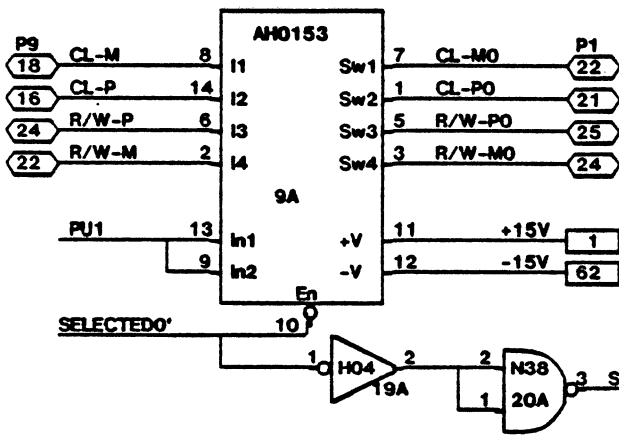 AH0153
P9 P1
18 CL-M 8 I1 Sw1 7 CL-M0 22
16 CL-P 14 I2 Sw2 1 CL-P0 21
24 R/W-P 6 I3 Sw3 5 R/W-P0 25
22 R/W-M 2 I4 Sw4 3 R/W-M0 24
9A
PU1 13 In1 +V 11 +15V 1
9 In2 -V 12 -15V 62
En
SELECTED0' 10
1 H04 2 2 N38 3 S
19A 1 20A